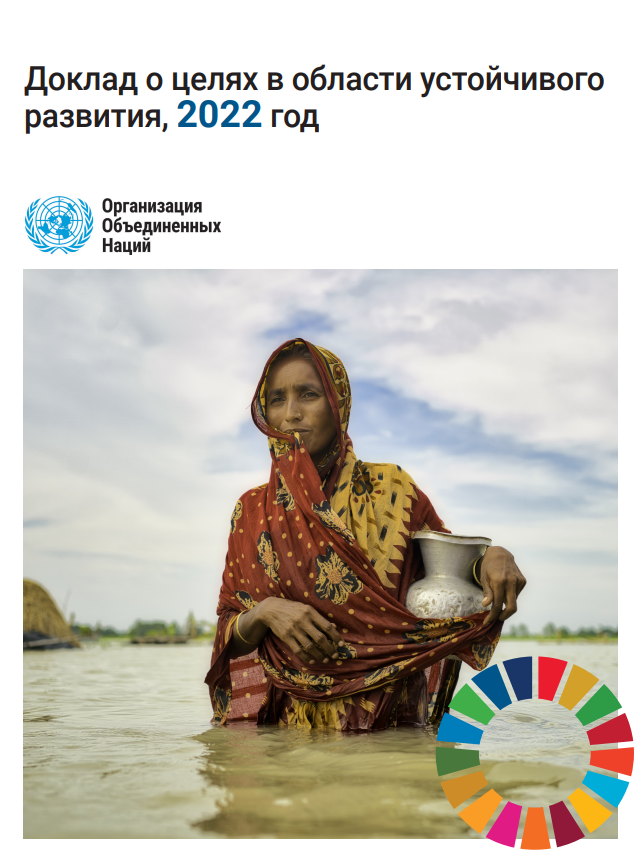 Доклад о целях в области устойчивого
развития, 2022 год
Организация
Объединенных
Наций